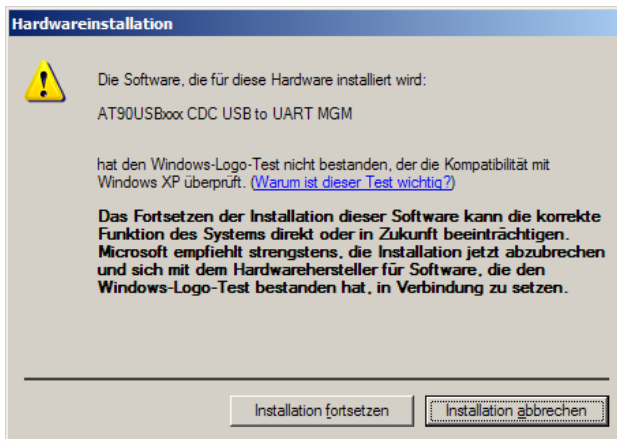 Hardwareinstallation
Die Software, die für diese Hardware installiert wird:
AT90USBxxx CDC USB to UART MGM
hat den Windows-Logo-Test nicht bestanden, der die Kompatibilität mit
Windows XP überprüft. (Warum ist dieser Test wichtig?)
Das Fortsetzen der Installation dieser Software kann die korrekte
Funktion des Systems direkt oder in Zukunft beeinträchtigen.
Microsoft empfiehlt strengstens, die Installation jetzt abzubrechen
und sich mit dem Hardwarehersteller für Software, die den
Windows-Logo-Test bestanden hat, in Verbindung zu setzen.
Installation fortsetzen
Installation abbrechen